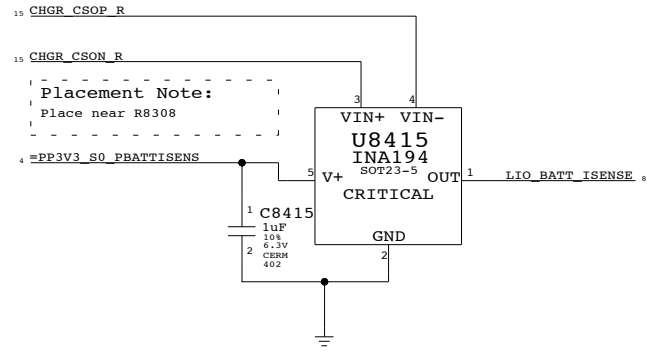 15 CHGR_CSOP_R
15 CHGR_CSON_R
Placement Note:
Place near R8308
3
4
VIN+ VIN-
U8415
INA194
SOT23-5
4 =PP3V3_S0_PBATTISENS
5
V+
OUT
1
LIO_BATT_ISENSE 8
CRITICAL
1
C8415
1uF
10%
6.3V
CERM
402
2
GND
2